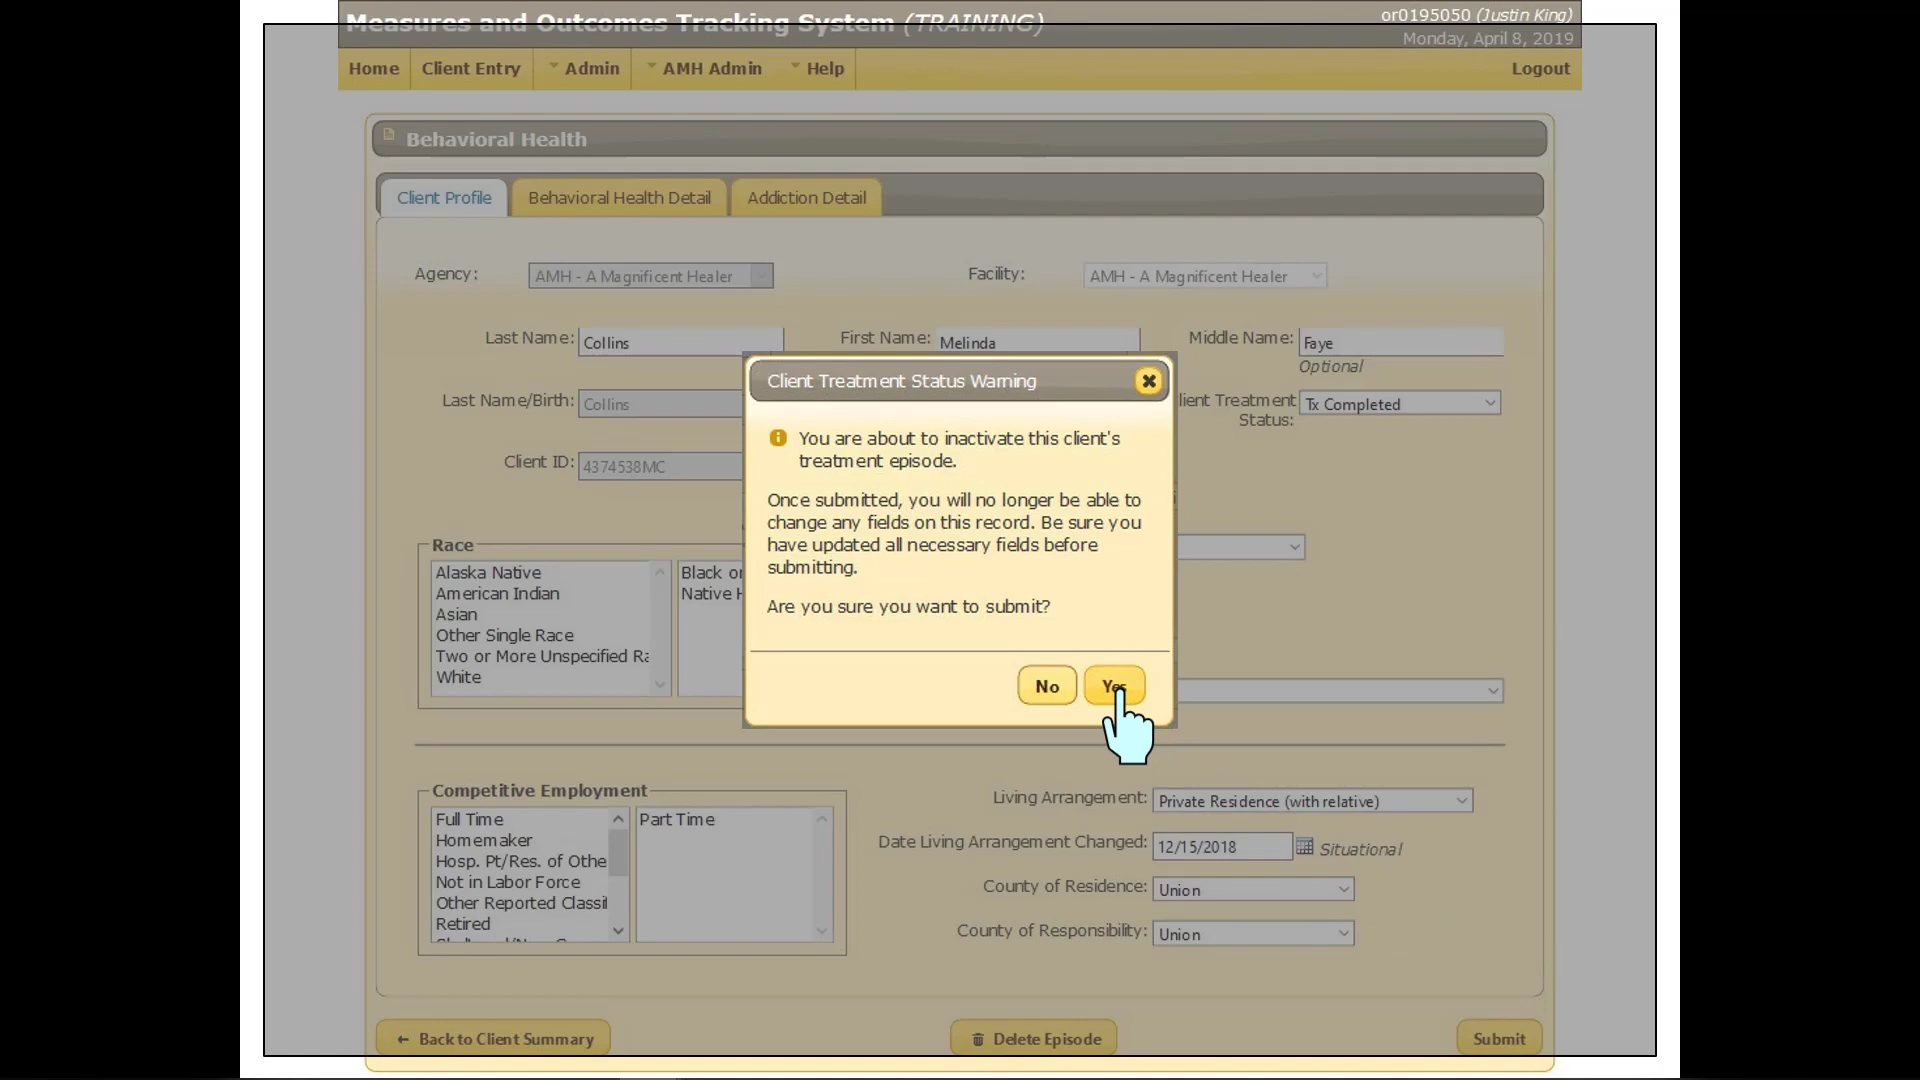 Measures and Outcomes Tracking System (TRAINING)
or0195050 (Justin King)
Monday, April 8, 2019
Home
Client Entry
Admin
AMH Admin
Help
Logout
Behavioral Health
Client Profile
Behavioral Health Detail
Addiction Detail
Agency:
AMH - A Magnificent Healer
Facility:
AMH - A Magnificent Healer
Last Name:
Collins
First Name:
Melinda
Middle Name:
Faye
Optional
Last Name/Birth:
Collins
lient Treatment
Status:
Tx Completed
Client ID:
4374538MC
Client Treatment Status Warning
You are about to inactivate this client's
treatment episode.
Once submitted, you will no longer be able to
change any fields on this record. Be sure you
have updated all necessary fields before
submitting.
Are you sure you want to submit?
No
Yes
Race
Alaska Native
American Indian
Asian
Other Single Race
Two or More Unspecified Ra
White
Black or
Native H
Competitive Employment
Full Time
Homemaker
Hosp. Pt/Res. of Othe
Not in Labor Force
Other Reported Classif
Retired
Part Time
Living Arrangement:
Private Residence (with relative)
Date Living Arrangement Changed:
12/15/2018
Situational
County of Residence:
Union
County of Responsibility:
Union
Back to Client Summary
Delete Episode
Submit